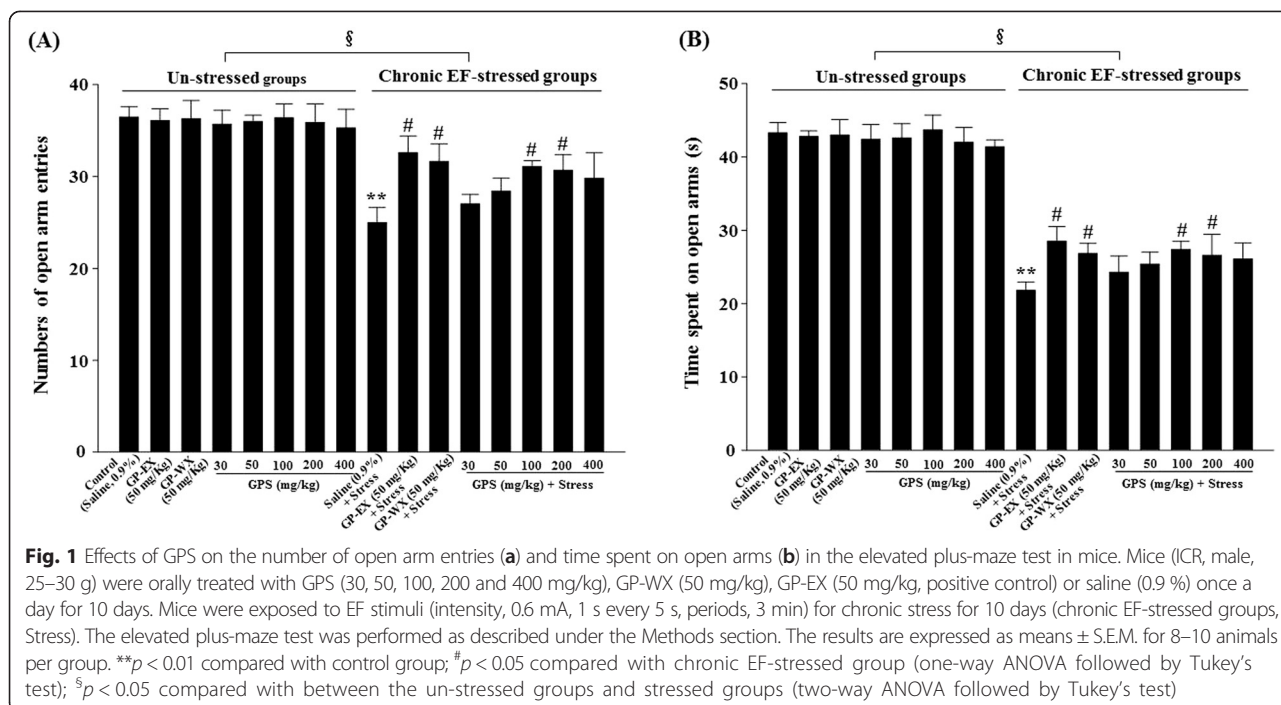 (A)
§
Un-stressed groups
Chronic EF-stressed groups
Numbers of open arm entries
40
30
20
10
0
#
#
#
#
**
Control
(Saline, 0.9%)
GP-EX
(50 mg/Kg)
GP-WX
(50 mg/Kg)
30 50 100 200 400
GPS (mg/kg)
Saline (0.9%)
+ Stress
GP-EX (50 mg/Kg)
+ Stress
GP-WX (50 mg/Kg)
+ Stress
30 50 100 200 400
GPS (mg/kg) + Stress
(B)
§
Un-stressed groups
Chronic EF-stressed groups
Time spent on open arms (s)
50
40
30
20
10
0
#
#
#
#
**
Control
(Saline, 0.9%)
GP-EX
(50 mg/Kg)
GP-WX
(50 mg/Kg)
30 50 100 200 400
GPS (mg/kg)
Saline (0.9%)
+ Stress
GP-EX (50 mg/Kg)
+ Stress
GP-WX (50 mg/Kg)
+ Stress
30 50 100 200 400
GPS (mg/kg) + Stress
Fig. 1 Effects of GPS on the number of open arm entries (a) and time spent on open arms (b) in the elevated plus-maze test in mice. Mice (ICR, male,
25–30 g) were orally treated with GPS (30, 50, 100, 200 and 400 mg/kg), GP-WX (50 mg/kg), GP-EX (50 mg/kg, positive control) or saline (0.9 %) once a
day for 10 days. Mice were exposed to EF stimuli (intensity, 0.6 mA, 1 s every 5 s, periods, 3 min) for chronic stress for 10 days (chronic EF-stressed groups,
Stress). The elevated plus-maze test was performed as described under the Methods section. The results are expressed as means ± S.E.M. for 8–10 animals
per group. **p < 0.01 compared with control group; #p < 0.05 compared with chronic EF-stressed group (one-way ANOVA followed by Tukey's
test); §p < 0.05 compared with between the un-stressed groups and stressed groups (two-way ANOVA followed by Tukey's test)